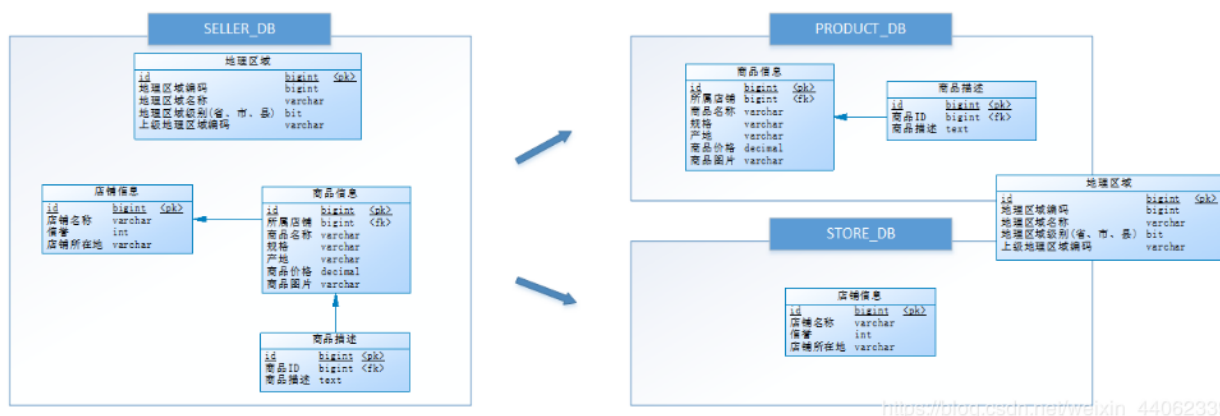 SELLER_DB
地理区域
id bigint <pk>
地理区域编码 bigint
地理区域名称 varchar
地理区域级别(省、市、县) bit
上级地理区域编码 varchar
店铺信息
id bigint <pk>
店铺名称 varchar
信誉 int
店铺所在地 varchar
商品信息
id bigint <pk>
所属店铺 bigint <fk>
商品名称 varchar
规格 varchar
产地 varchar
商品价格 decimal
商品图片 varchar
商品描述
id bigint <pk>
商品ID bigint <fk>
商品描述 text
PRODUCT_DB
商品信息
id bigint <pk>
所属店铺 bigint <fk>
商品名称 varchar
规格 varchar
产地 varchar
商品价格 decimal
商品图片 varchar
商品描述
id bigint <pk>
商品ID bigint <fk>
商品描述 text
地理区域
id bigint <pk>
地理区域编码 bigint
地理区域名称 varchar
地理区域级别(省、市、县) bit
上级地理区域编码 varchar
STORE_DB
店铺信息
id bigint <pk>
店铺名称 varchar
信誉 int
店铺所在地 varchar
https://blog.csdn.net/weixin_4406233